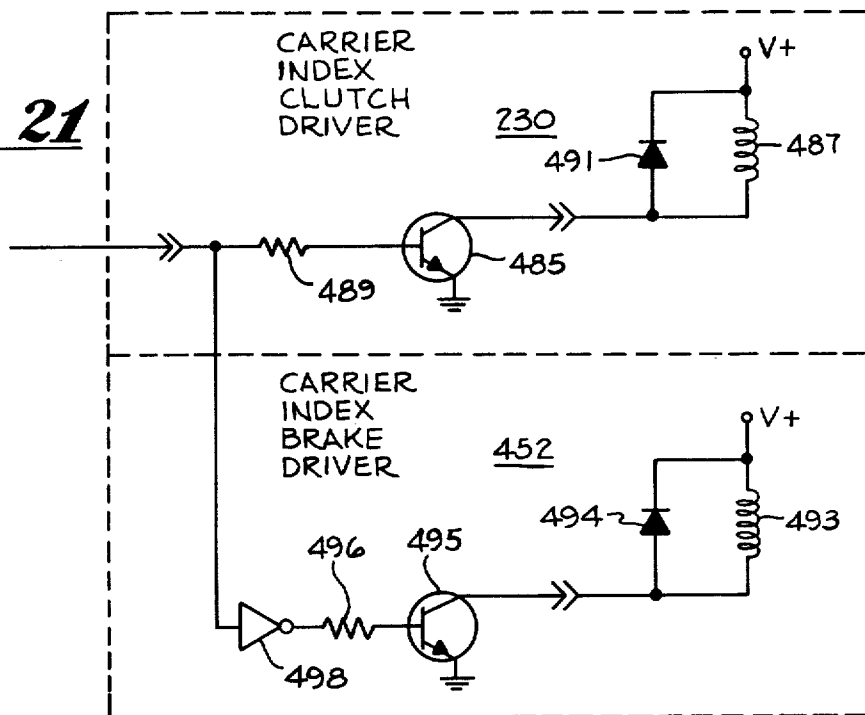 21
CARRIER
INDEX
CLUTCH
DRIVER
230
V+
491
487
489
485
CARRIER
INDEX
BRAKE
DRIVER
452
V+
494
493
496
495
498